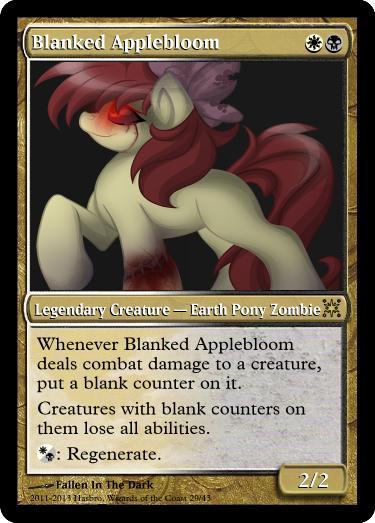 Blanked Applebloom
Legendary Creature — Earth Pony Zombie
Whenever Blanked Applebloom
deals combat damage to a creature,
put a blank counter on it.
Creatures with blank counters on
them lose all abilities.
: Regenerate.
2/2
Fallen In The Dark
2011-2013 Hasbro, Wizards of the Coast 29/43